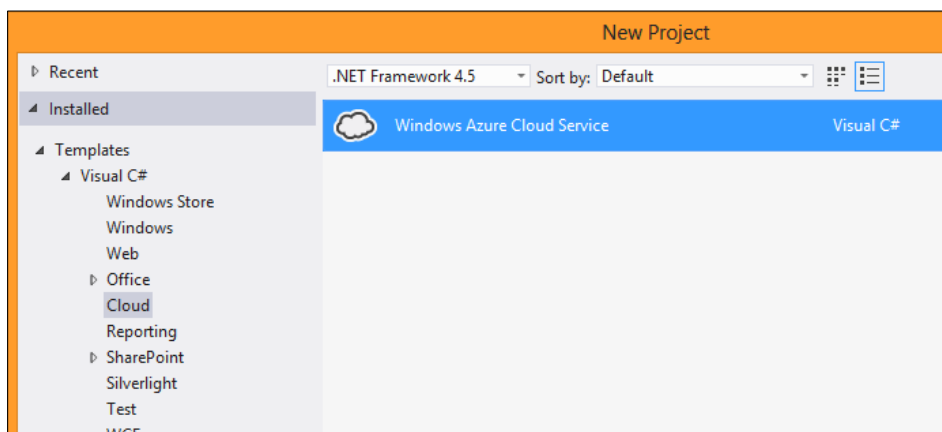 New Project
Recent
.NET Framework 4.5 Sort by: Default
Installed
Windows Azure Cloud Service Visual C#
Templates
Visual C#
Windows Store
Windows
Web
Office
Cloud
Reporting
SharePoint
Silverlight
Test